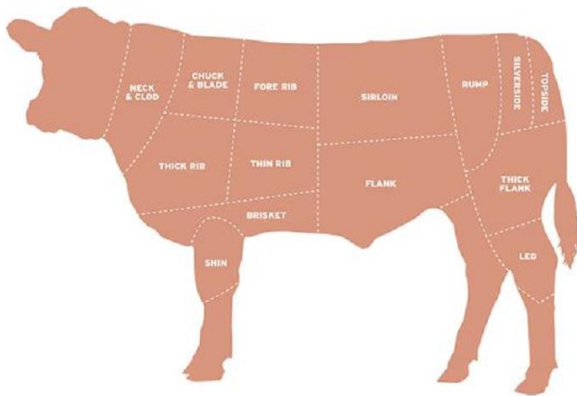 NECK
& CLOD
CHUCK
& BLADE
FORE RIB
SIRLOIN
RUMP
SILVERSIDE
TOPSIDE
THICK RIB
THIN RIB
FLANK
THICK
FLANK
BRISKET
SHIN
LEG